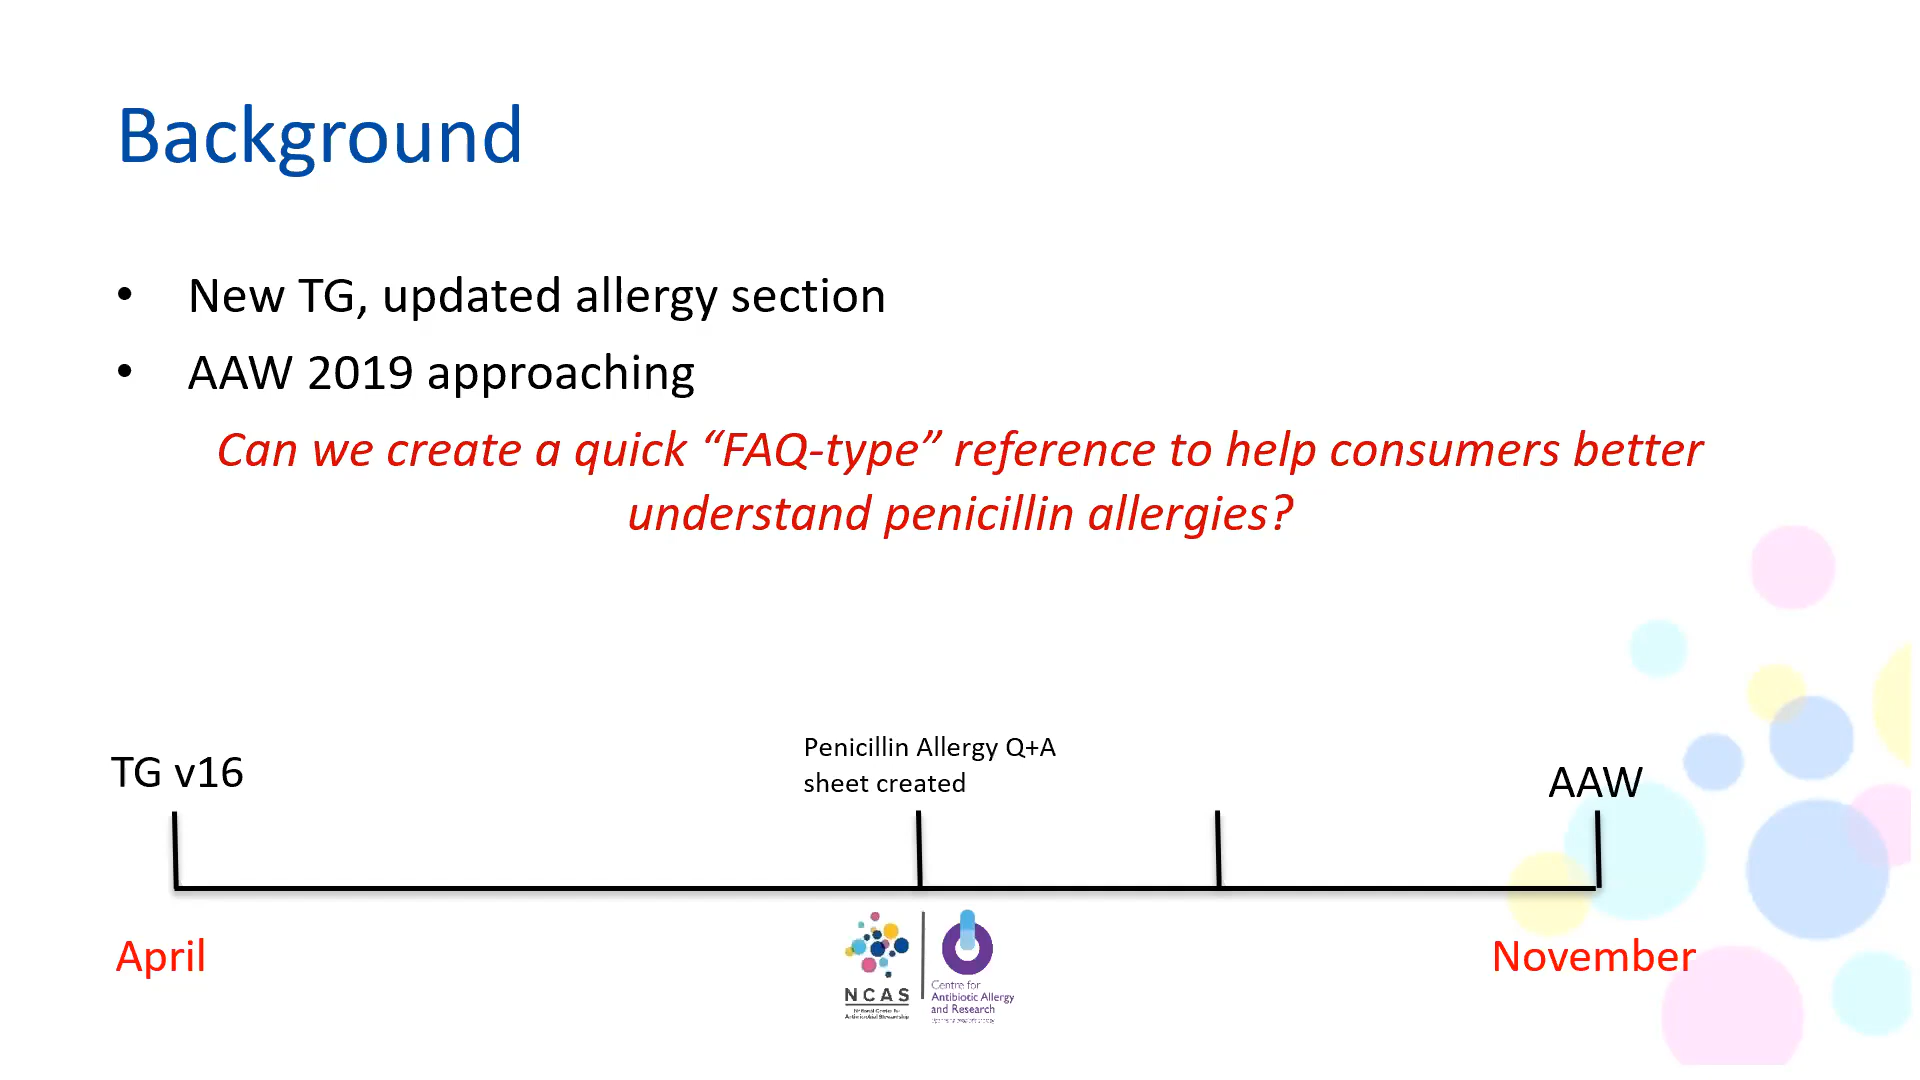 Background
• New TG, updated allergy section
• AAW 2019 approaching
Can we create a quick “FAQ-type” reference to help consumers better
understand penicillin allergies?
TG v16
Penicillin Allergy Q+A
sheet created
AAW
April
November
NCAS
National Centre for
Antimicrobial Stewardship
Centre for
Antibiotic Allergy
and Research